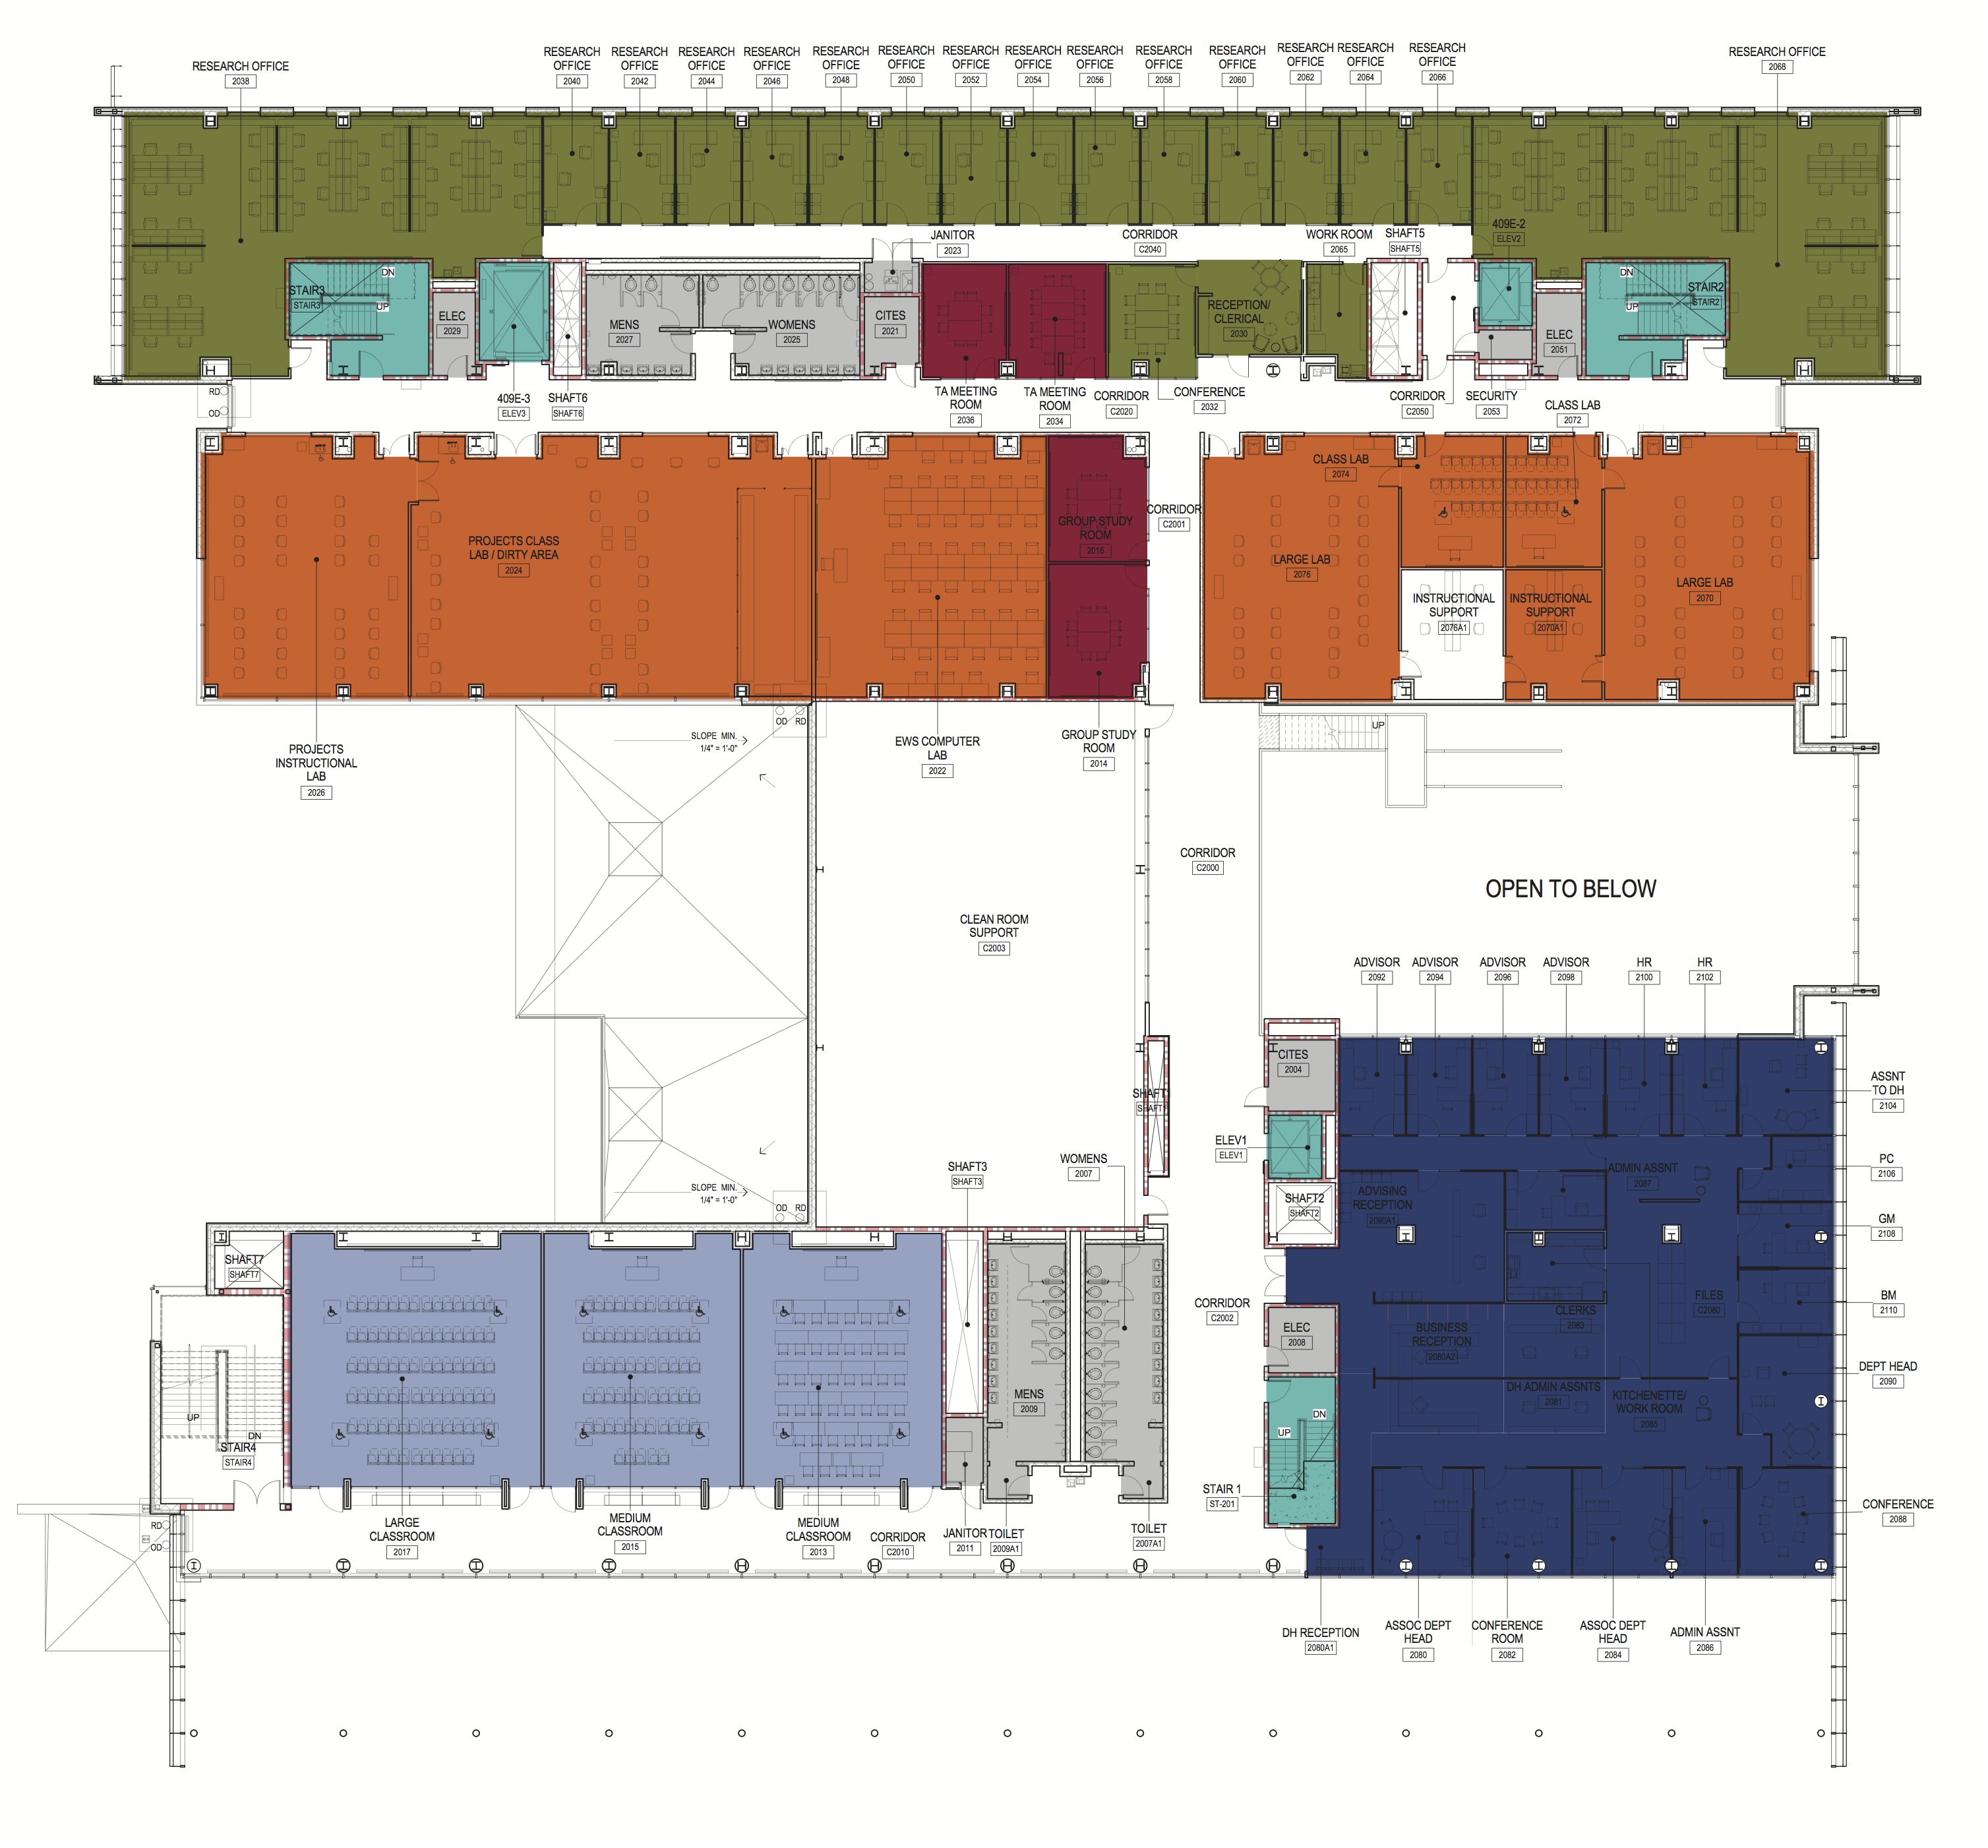 RESEARCH OFFICE
2038
RESEARCH
OFFICE
2040
RESEARCH
OFFICE
2042
RESEARCH
OFFICE
2044
RESEARCH
OFFICE
2046
RESEARCH
OFFICE
2048
RESEARCH
OFFICE
2050
RESEARCH
OFFICE
2052
RESEARCH
OFFICE
2054
RESEARCH
OFFICE
2056
RESEARCH
OFFICE
2058
RESEARCH
OFFICE
2060
RESEARCH
OFFICE
2062
RESEARCH
OFFICE
2064
RESEARCH
OFFICE
2066
RESEARCH OFFICE
2068
JANITOR
2023
CORRIDOR
C2040
WORK ROOM
2065
SHAFT5
SHAFT5
409E-2
ELEV2
DN
STAIR3
STAIR3
UP
ELEC
2029
MENS
2027
WOMENS
2025
CITES
2021
RECEPTION/
CLERICAL
2030
ELEC
2051
DN
STAIR2
STAIR2
UP
RD
OD
409E-3
ELEV3
SHAFT6
SHAFT6
TA MEETING
ROOM
2036
TA MEETING
ROOM
2034
CORRIDOR
C2020
CONFERENCE
2032
CORRIDOR
C2050
SECURITY
2053
CLASS LAB
2072
CLASS LAB
2074
PROJECTS CLASS
LAB / DIRTY AREA
2024
GROUP STUDY
ROOM
2016
CORRIDOR
C2001
LARGE LAB
2076
INSTRUCTIONAL
SUPPORT
2076A1
INSTRUCTIONAL
SUPPORT
2070A1
LARGE LAB
2070
PROJECTS
INSTRUCTIONAL
LAB
2026
OD RD
SLOPE MIN.
1/4" = 1'-0"
EWS COMPUTER
LAB
2022
GROUP STUDY
ROOM
2014
UP
CORRIDOR
C2000
OPEN TO BELOW
CLEAN ROOM
SUPPORT
C2003
ADVISOR
2092
ADVISOR
2094
ADVISOR
2096
ADVISOR
2098
HR
2100
HR
2102
CITES
2004
SHAFT1
SHAFT1
ASSNT
TO DH
2104
ELEV1
ELEV1
WOMENS
2007
SHAFT3
SHAFT3
PC
2106
ADMIN ASSNT
2087
SLOPE MIN.
1/4" = 1'-0"
OD RD
SHAFT2
SHAFT2
ADVISING
RECEPTION
2090A1
GM
2108
SHAFT7
SHAFT7
CORRIDOR
C2002
FILES
C2080
BM
2110
CLERKS
2083
ELEC
2008
BUSINESS
RECEPTION
2080A2
DEPT HEAD
2090
MENS
2009
DH ADMIN ASSNTS
2081
KITCHENETTE/
WORK ROOM
2085
UP
DN
STAIR4
STAIR4
DN
UP
STAIR 1
ST-201
CONFERENCE
2088
RD
OD
LARGE
CLASSROOM
2017
MEDIUM
CLASSROOM
2015
MEDIUM
CLASSROOM
2013
CORRIDOR
C2010
JANITOR
2011
TOILET
2009A1
TOILET
2007A1
DH RECEPTION
2080A1
ASSOC DEPT
HEAD
2080
CONFERENCE
ROOM
2082
ASSOC DEPT
HEAD
2084
ADMIN ASSNT
2086